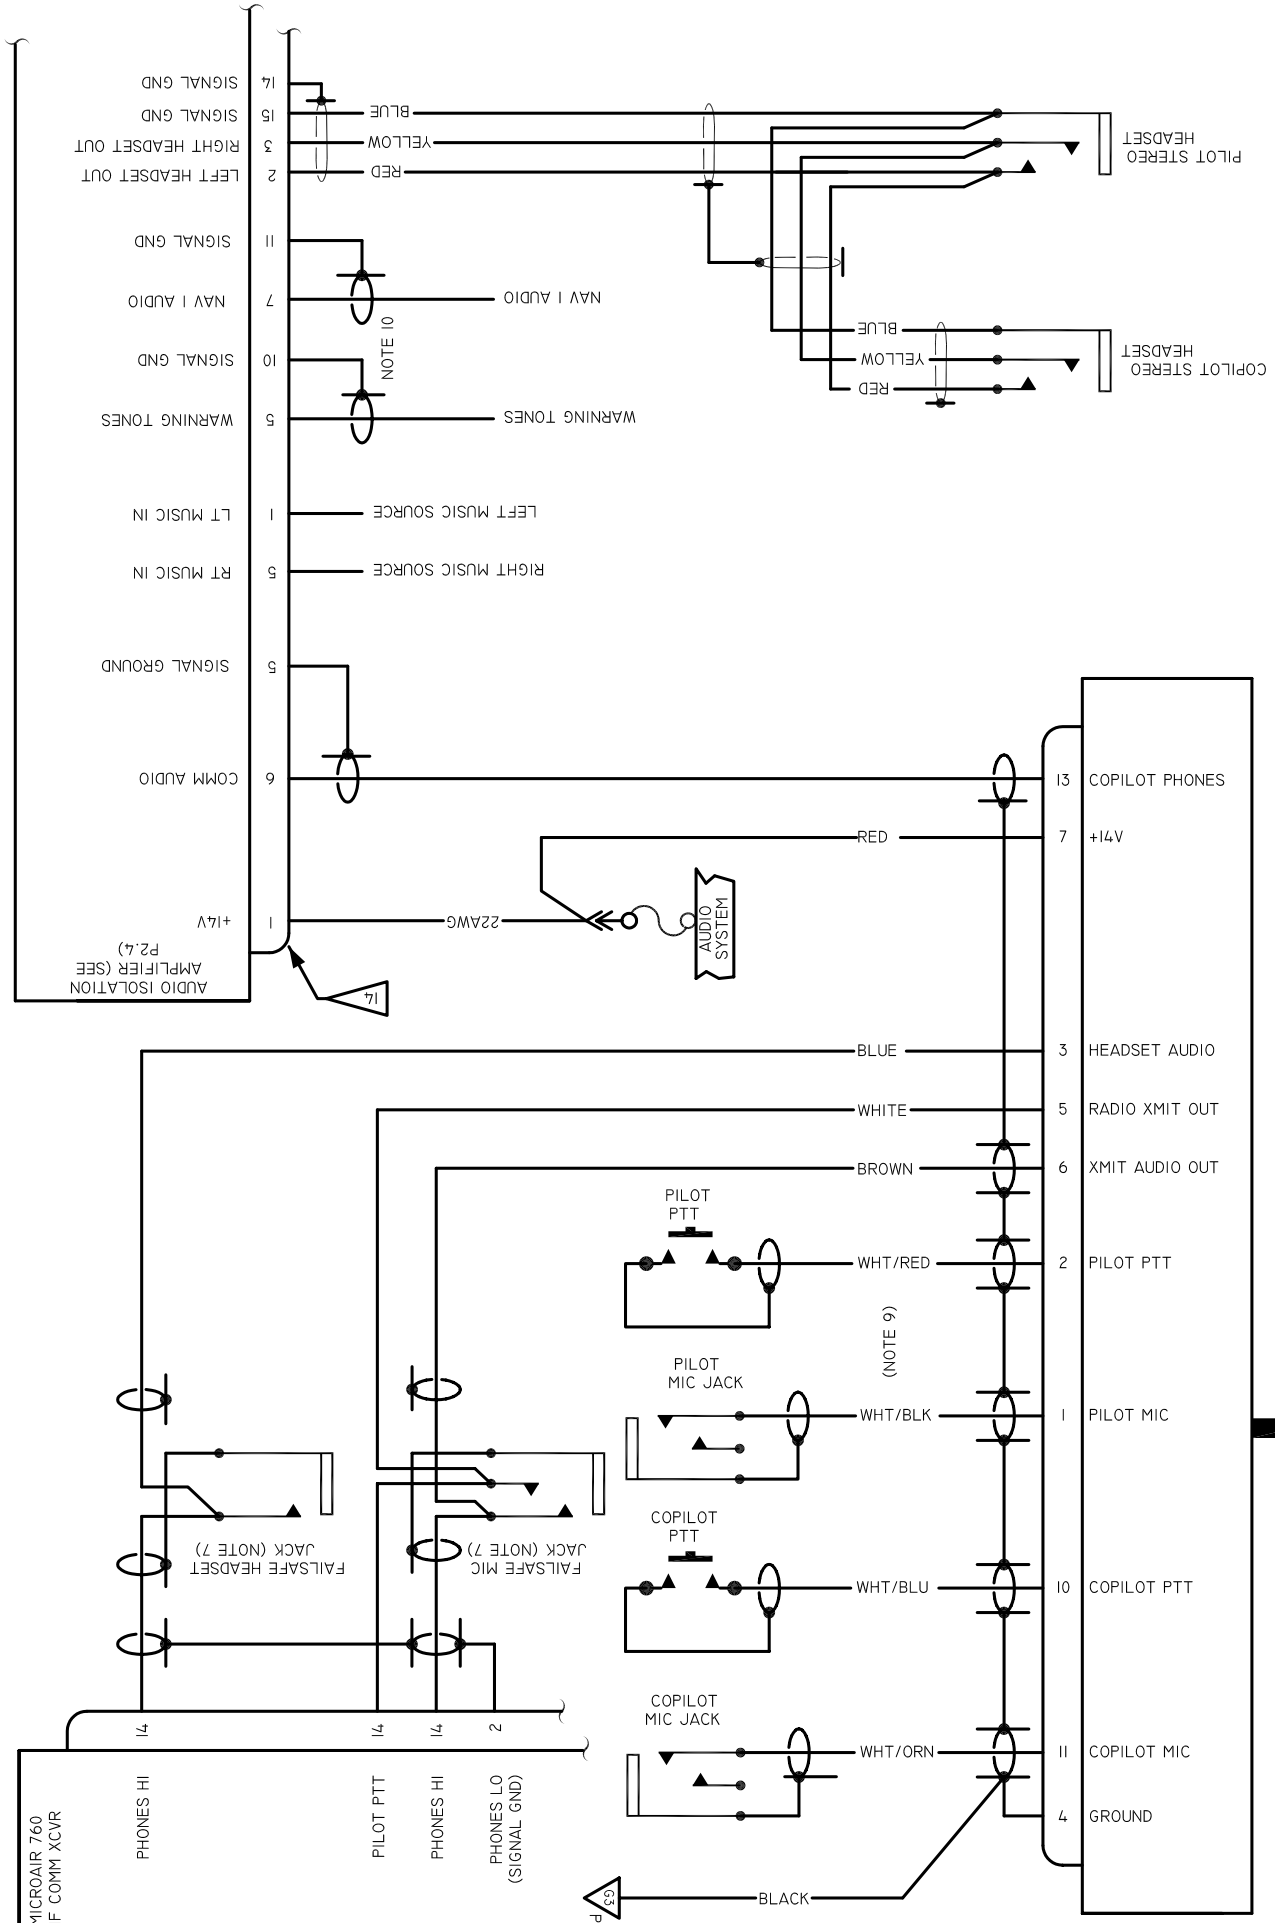 SIGNAL GND 14
SIGNAL GND 15 BLUE
RIGHT HEADSET OUT 3 YELLOW
LEFT HEADSET OUT 2 RED
PILOT STEREO
HEADSET
SIGNAL GND 11
NAV 1 AUDIO 7 NAV 1 AUDIO
NOTE 10
SIGNAL GND 10
WARNING TONES 5 WARNING TONES
BLUE
YELLOW
RED
COPILOT STEREO
HEADSET
LT MUSIC IN 1 LEFT MUSIC SOURCE
RT MUSIC IN 5 RIGHT MUSIC SOURCE
SIGNAL GROUND 5
COMM AUDIO 6
13 COPILOT PHONES
RED 7 +14V
+14V 1 22AWG
AUDIO
SYSTEM
AUDIO ISOLATION
AMPLIFIER (SEE
P2.4)
14
BLUE 3 HEADSET AUDIO
WHITE 5 RADIO XMIT OUT
BROWN 6 XMIT AUDIO OUT
PILOT
PTT
WHT/RED 2 PILOT PTT
(NOTE 9)
PILOT
MIC JACK
WHT/BLK 1 PILOT MIC
FAILSAFE HEADSET
JACK (NOTE 7)
FAILSAFE MIC
JACK (NOTE 7)
COPILOT
PTT
WHT/BLU 10 COPILOT PTT
COPILOT
MIC JACK
WHT/ORN 11 COPILOT MIC
4 GROUND
14 PHONES HI
14 PILOT PTT
14 PHONES HI
2 PHONES LO
(SIGNAL GND)
MICROAIR 760
F COMM XCVR
G3
P
BLACK